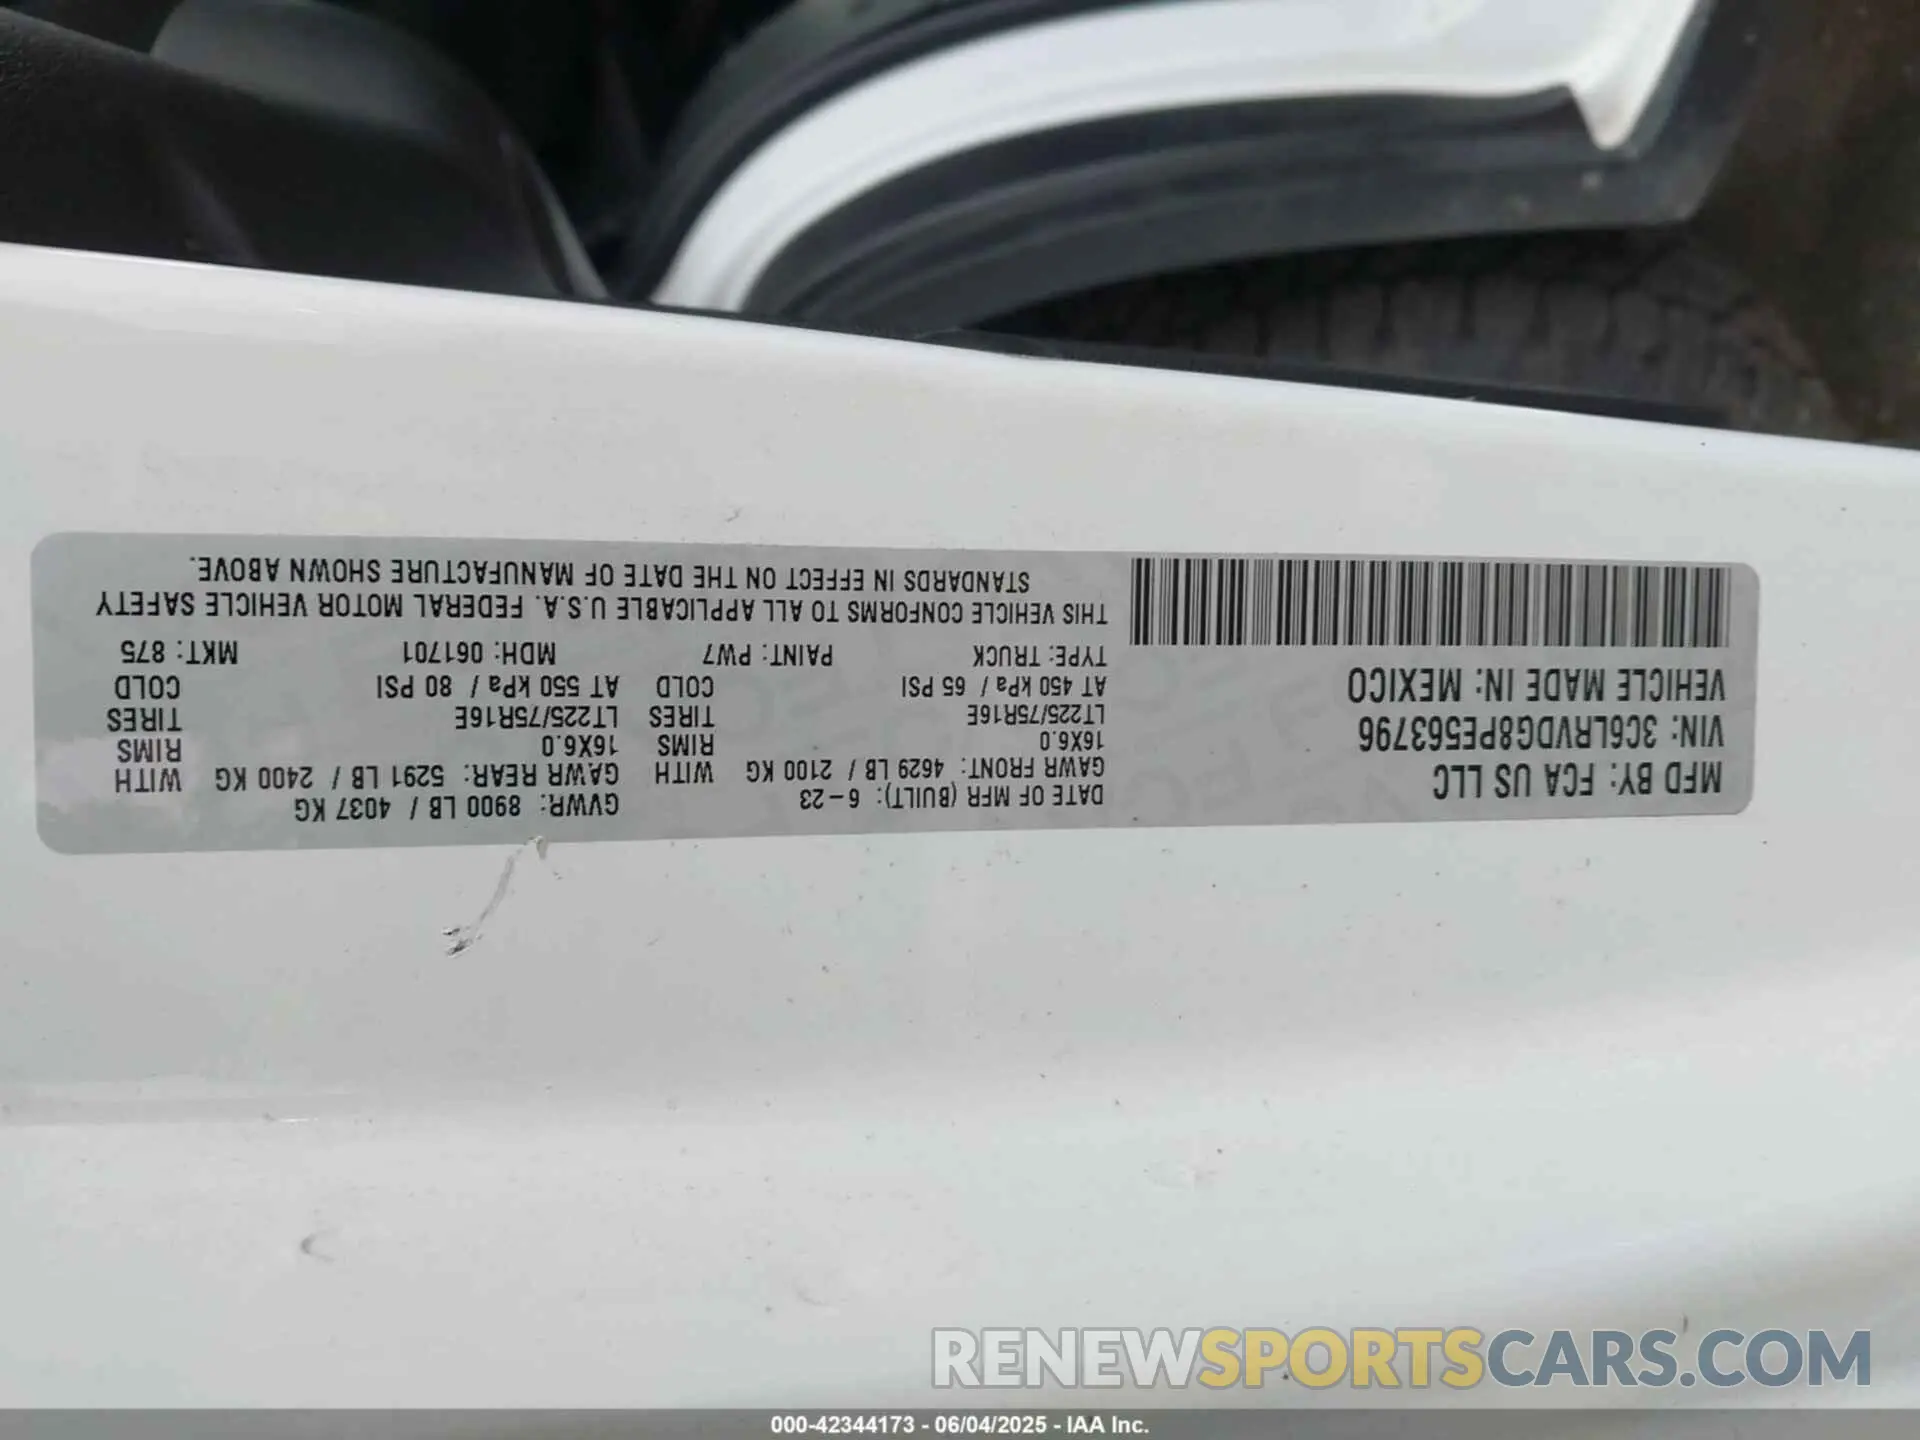 MFD BY: FCA US LLC
VIN: 3C6LRVDG8PE563796
VEHICLE MADE IN: MEXICO
DATE OF MFR (BUILT): 6-23 GVWR: 8900 LB / 4037 KG
GAWR FRONT: 4629 LB / 2100 KG WITH GAWR REAR: 5291 LB / 2400 KG WITH
16X6.0 RIMS 16X6.0 RIMS
LT225/75R16E TIRES LT225/75R16E TIRES
AT 450 kPa / 65 PSI COLD AT 550 kPa / 80 PSI COLD
TYPE: TRUCK PAINT: PW7 MDH: 061701 MKT: 875
THIS VEHICLE CONFORMS TO ALL APPLICABLE U.S.A. FEDERAL MOTOR VEHICLE SAFETY
STANDARDS IN EFFECT ON THE DATE OF MANUFACTURE SHOWN ABOVE.
RENEWSPORTSCARS.COM
000-42344173 - 06/04/2025 - IAA Inc.